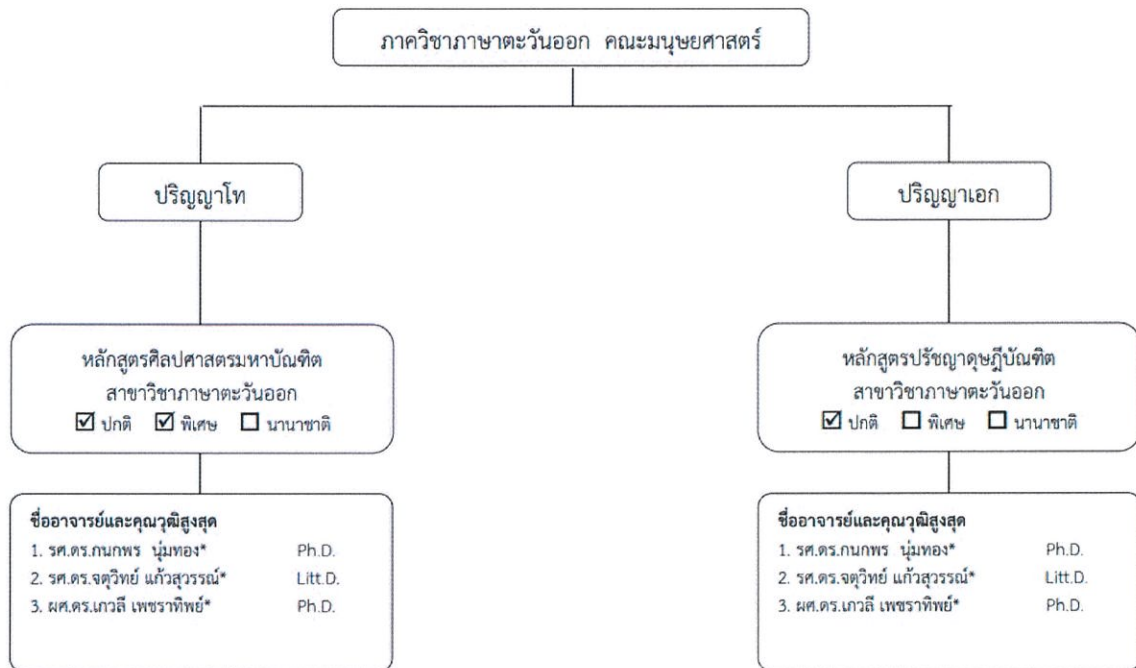 ภาควิชาภาษาตะวันออก คณะมนุษยศาสตร์
ปริญญาโท
ปริญญาเอก
หลักสูตรศิลปศาสตรมหาบัณฑิต
สาขาวิชาภาษาตะวันออก
☑ ปกติ ☑ พิเศษ ☐ นานาชาติ
หลักสูตรปรัชญาดุษฎีบัณฑิต
สาขาวิชาภาษาตะวันออก
☑ ปกติ ☐ พิเศษ ☐ นานาชาติ
ชื่ออาจารย์และคุณวุฒิสูงสุด
1. รศ.ดร.กนกพร นุ่มทอง* Ph.D.
2. รศ.ดร.จตุวิทย์ แก้วสุวรรณ์* Litt.D.
3. ผศ.ดร.เกวลี เพชราทิพย์* Ph.D.
ชื่ออาจารย์และคุณวุฒิสูงสุด
1. รศ.ดร.กนกพร นุ่มทอง* Ph.D.
2. รศ.ดร.จตุวิทย์ แก้วสุวรรณ์* Litt.D.
3. ผศ.ดร.เกวลี เพชราทิพย์* Ph.D.